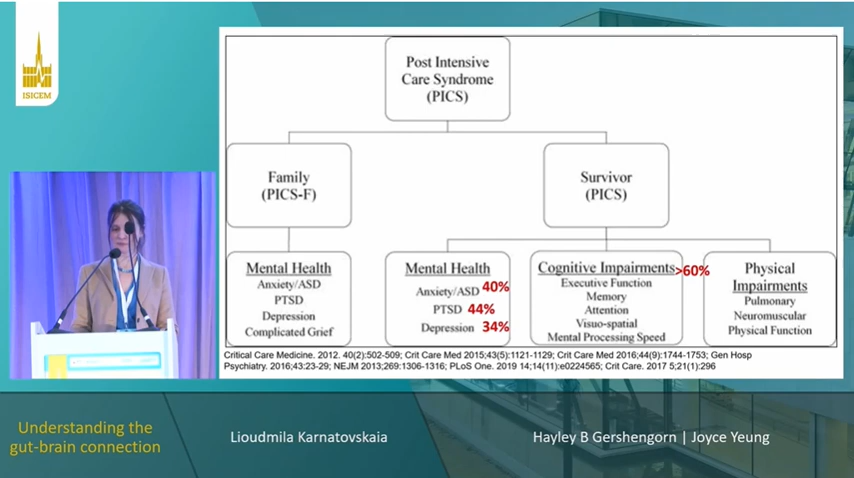 ISICEM
Post Intensive
Care Syndrome
(PICS)
Family
(PICS-F)
Survivor
(PICS)
Mental Health
Anxiety/ASD
PTSD
Depression
Complicated Grief
Mental Health
Anxiety/ASD 40%
PTSD 44%
Depression 34%
Cognitive Impairments >60%
Executive Function
Memory
Attention
Visuo-spatial
Mental Processing Speed
Physical
Impairments
Pulmonary
Neuromuscular
Physical Function
Critical Care Medicine. 2012. 40(2):502-509; Crit Care Med 2015;43(5):1121-1129; Crit Care Med 2016;44(9):1744-1753; Gen Hosp
Psychiatry. 2016;43:23-29; NEJM 2013;269:1306-1316; PLoS One. 2019 14;14(11):e0224565; Crit Care. 2017 5;21(1):296
Understanding the
gut-brain connection
Lioudmila Karnatovskaia
Hayley B Gershengorn | Joyce Yeung